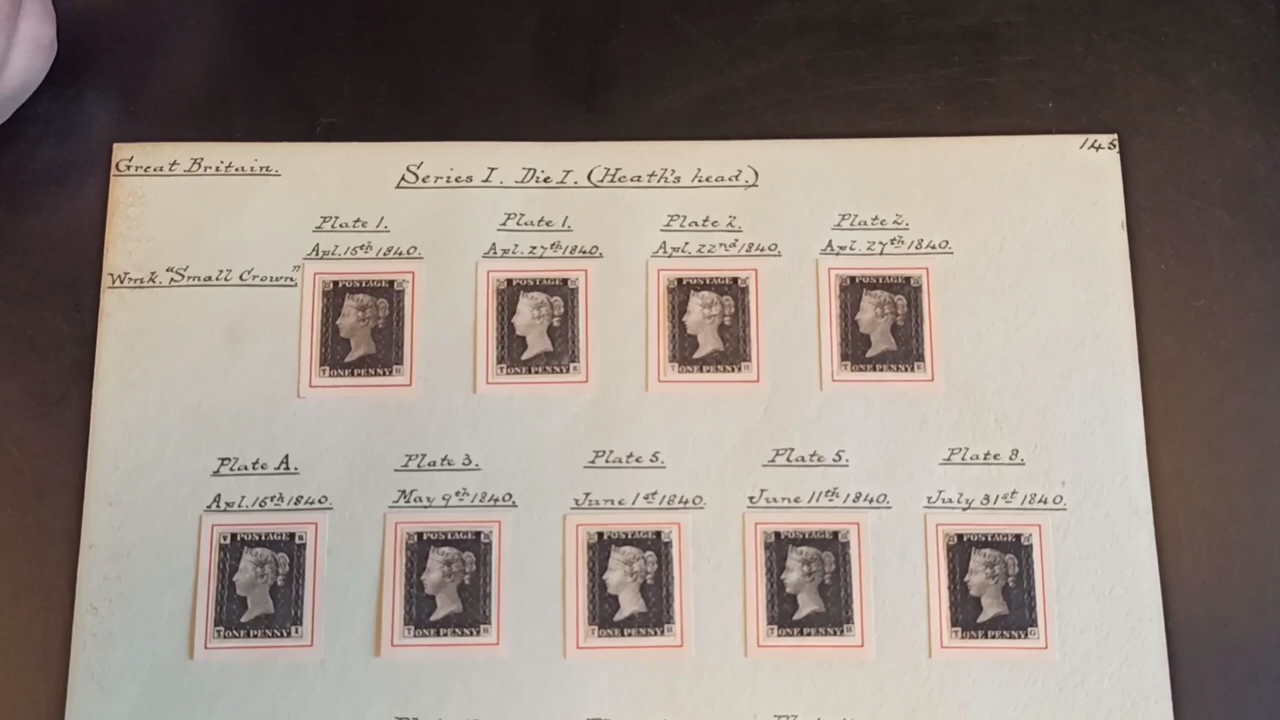 145.
Great Britain.
Series I. Die I. (Heath's head.)
Plate 1. Plate 1. Plate 2. Plate 2.
Apl. 15th 1840. Apl. 27th 1840. Apl. 22nd 1840. Apl. 27th 1840.
Wmk. "Small Crown"
POSTAGE POSTAGE POSTAGE POSTAGE
T ONE PENNY H T ONE PENNY E T ONE PENNY H T ONE PENNY E
Plate A. Plate 3. Plate 5. Plate 5. Plate 8.
Apl. 15th 1840. May 9th 1840. June 1st 1840. June 11th 1840. July 31st 1840.
V POSTAGE R POSTAGE POSTAGE POSTAGE POSTAGE
T ONE PENNY I T ONE PENNY H T ONE PENNY H T ONE PENNY H T ONE PENNY G